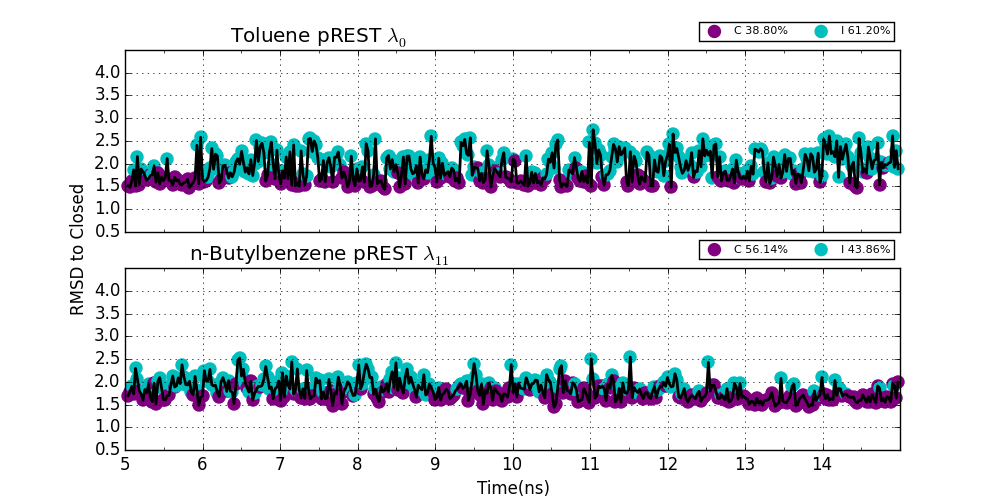 Toluene pREST λ0
C 38.80% I 61.20%
4.0
3.5
3.0
2.5
2.0
1.5
1.0
0.5
n-Butylbenzene pREST λ11
C 56.14% I 43.86%
RMSD to Closed
4.0
3.5
3.0
2.5
2.0
1.5
1.0
0.5
5 6 7 8 9 10 11 12 13 14
Time(ns)